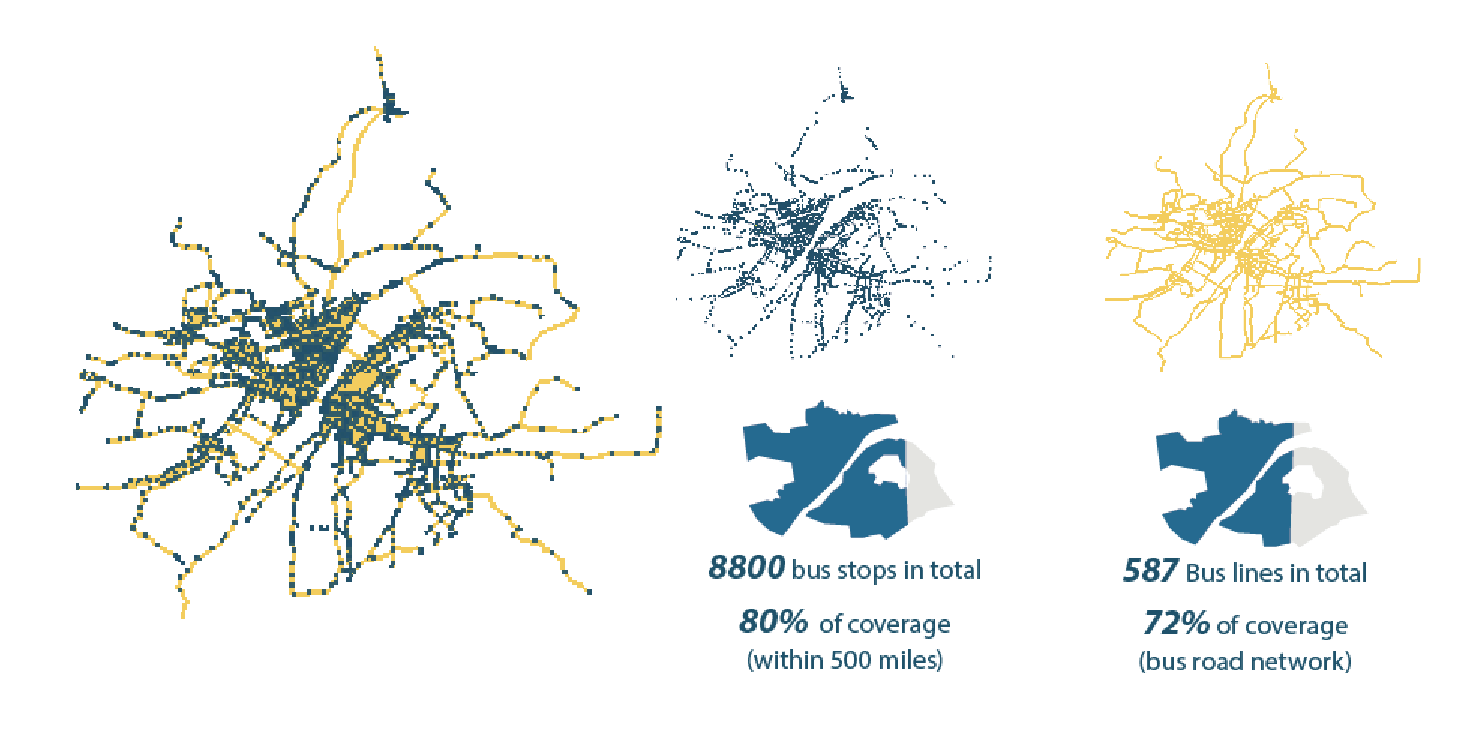 8800 bus stops in total
80% of coverage
(within 500 miles)
587 Bus lines in total
72% of coverage
(bus road network)